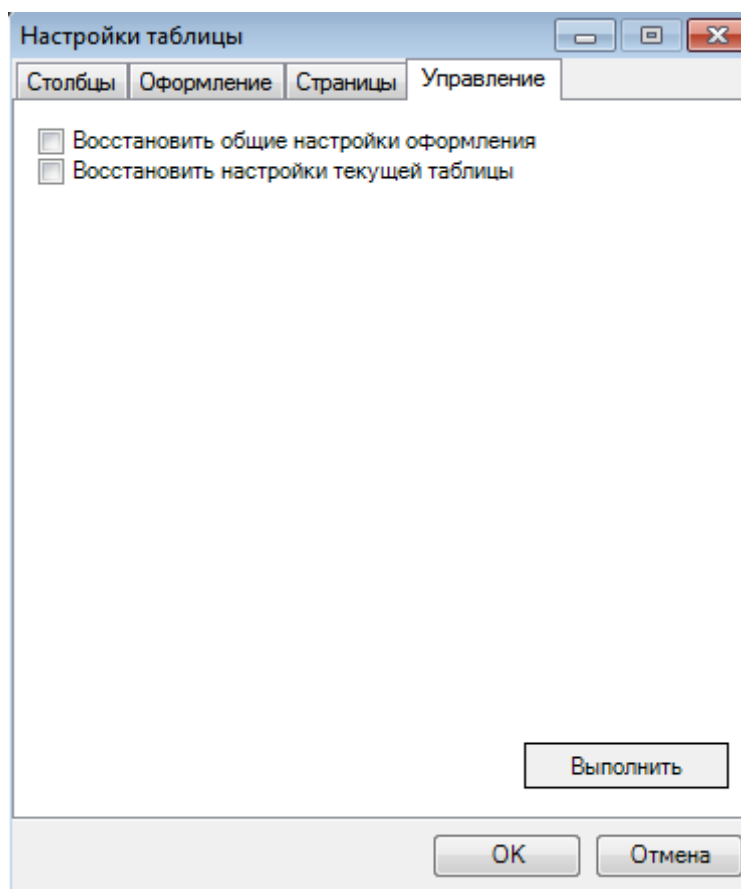 Настройки таблицы
Столбцы Оформление Страницы Управление
Восстановить общие настройки оформления
Восстановить настройки текущей таблицы
Выполнить
OK Отмена